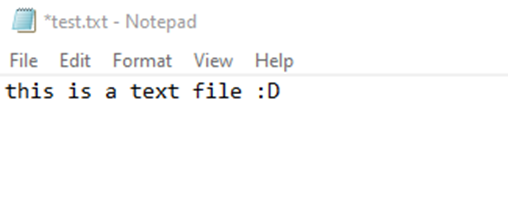 *test.txt - Notepad
File Edit Format View Help
this is a text file :D